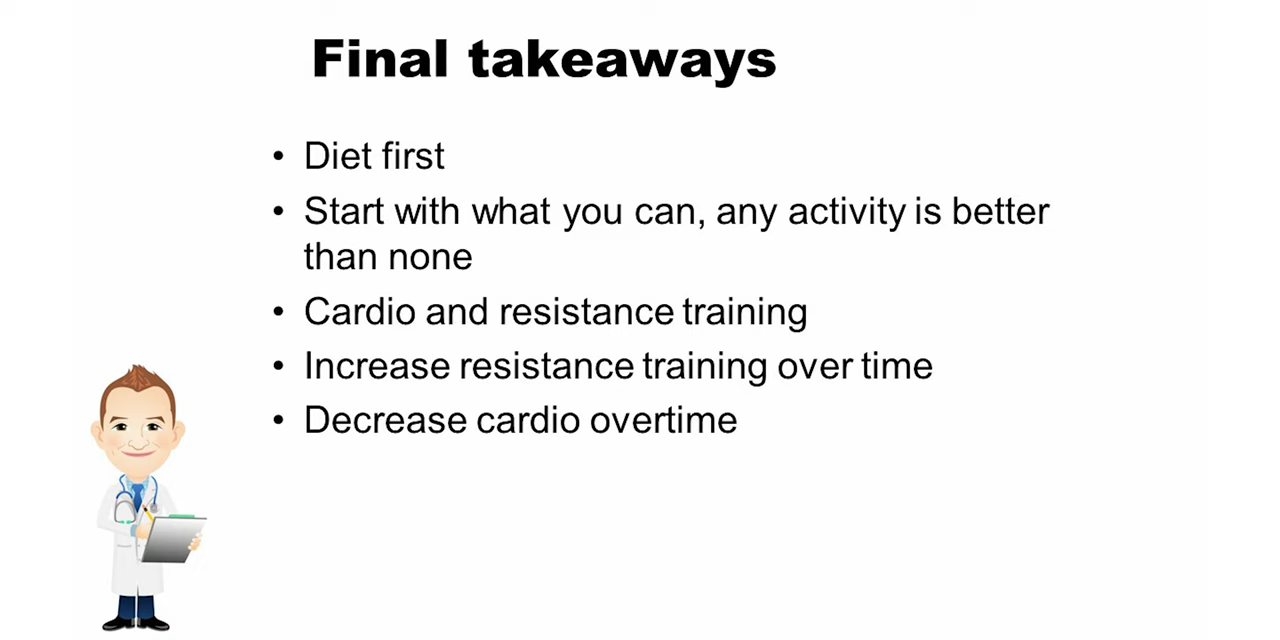 Final takeaways
• Diet first
• Start with what you can, any activity is better
than none
• Cardio and resistance training
• Increase resistance training over time
• Decrease cardio overtime